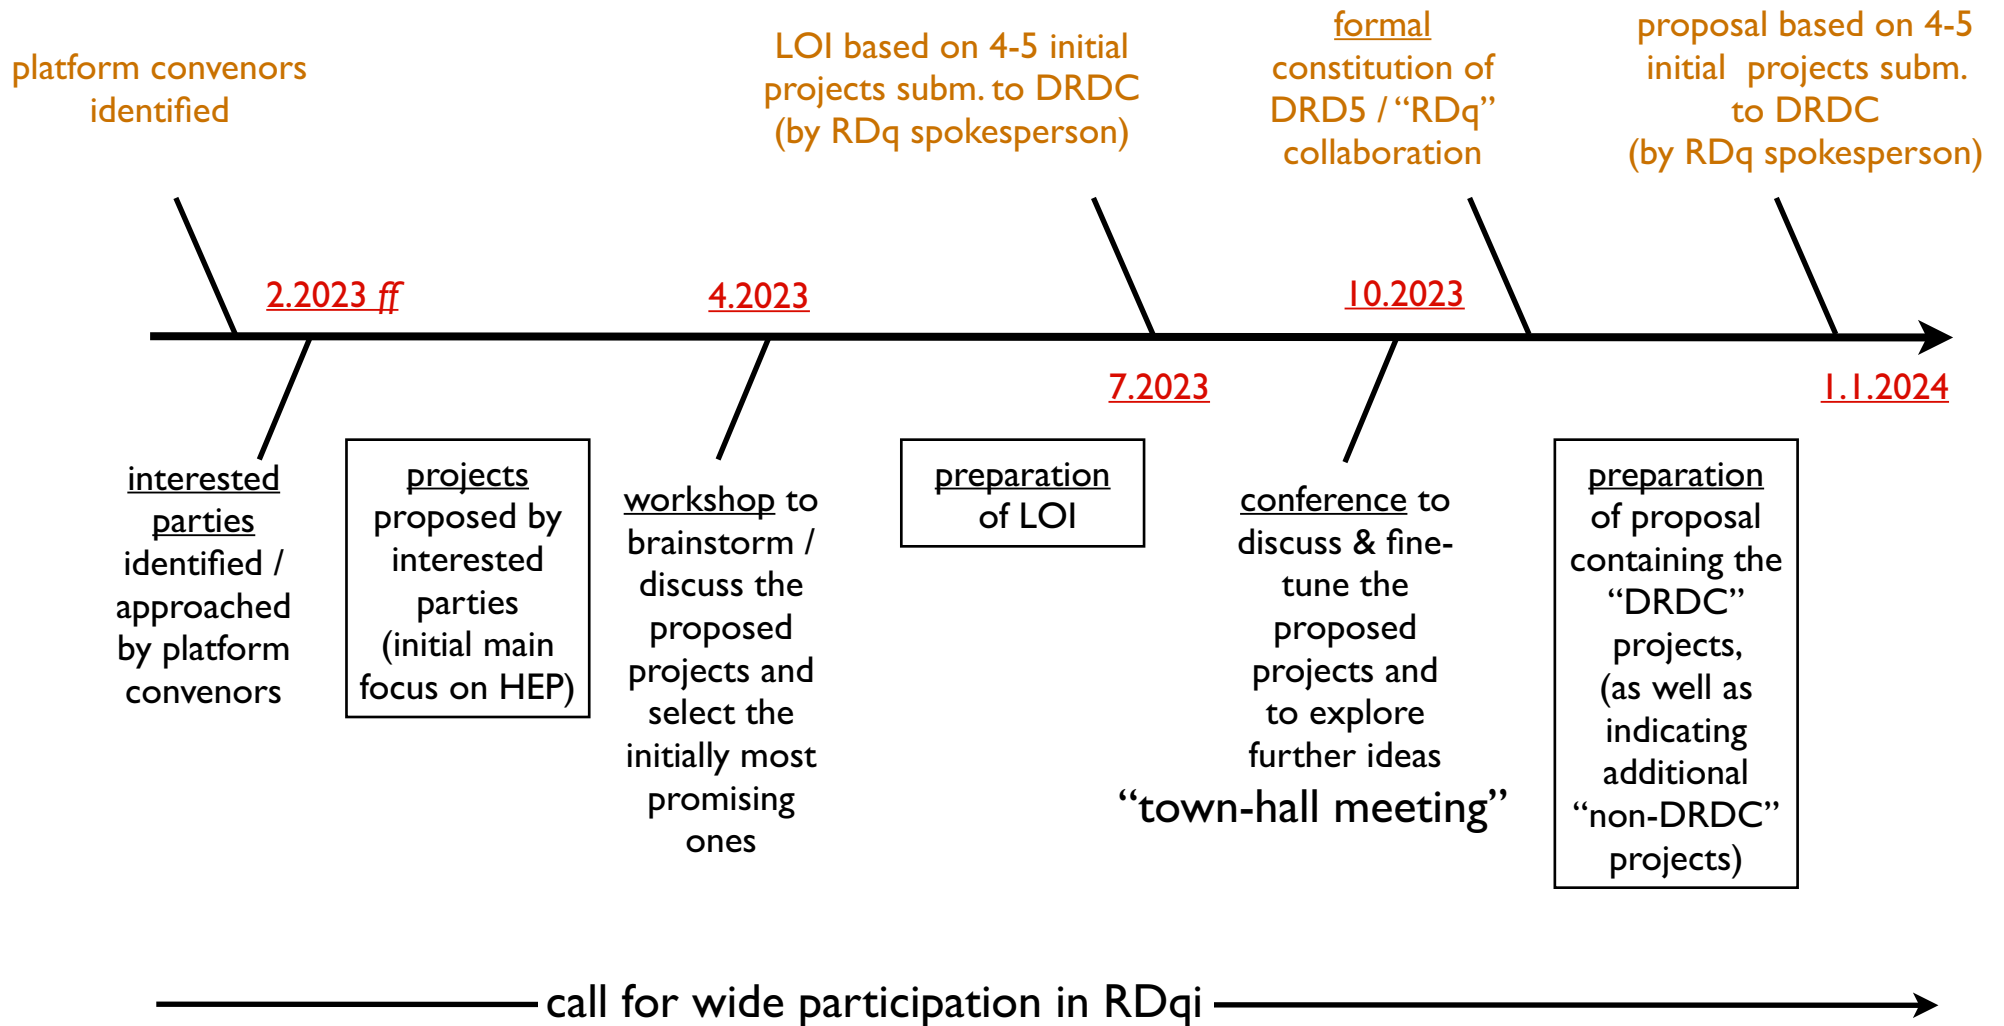 platform convenors
identified
LOI based on 4-5 initial
projects subm. to DRDC
(by RDq spokesperson)
formal
constitution of
DRD5 / “RDq”
collaboration
proposal based on 4-5
initial projects subm.
to DRDC
(by RDq spokesperson)
2.2023 ff
4.2023
10.2023
7.2023
1.1.2024
interested
parties
identified /
approached
by platform
convenors
projects
proposed by
interested
parties
(initial main
focus on HEP)
workshop to
brainstorm /
discuss the
proposed
projects and
select the
initially most
promising
ones
preparation
of LOI
conference to
discuss & fine-
tune the
proposed
projects and
to explore
further ideas
“town-hall meeting”
preparation
of proposal
containing the
“DRDC”
projects,
(as well as
indicating
additional
“non-DRDC”
projects)
call for wide participation in RDqi